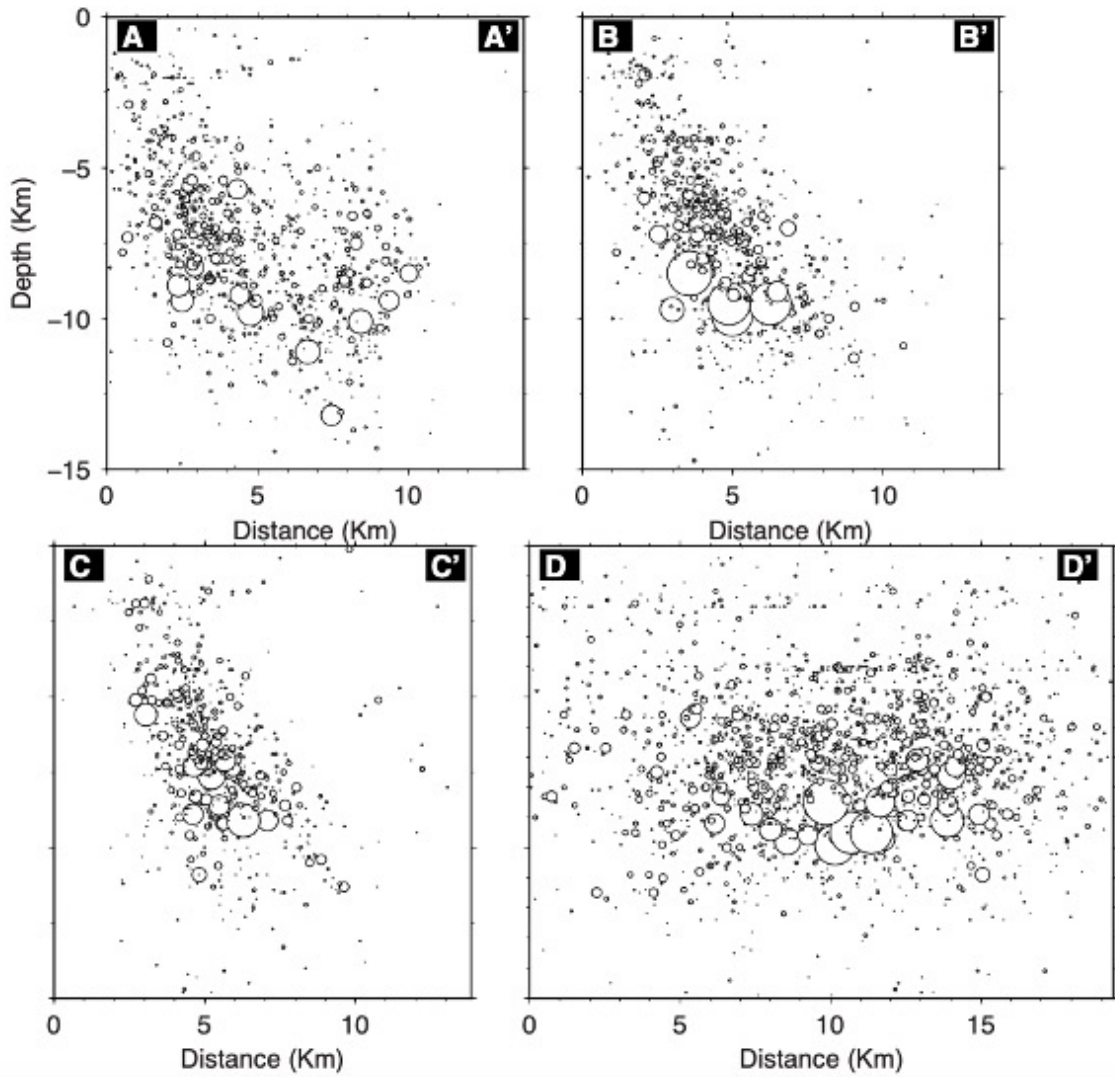 A A' B B'
0
−5
−10
−15
Depth (Km)
0 5 10 0 5 10
Distance (Km) Distance (Km)
C C' D D'
0 5 10 0 5 10 15
Distance (Km) Distance (Km)